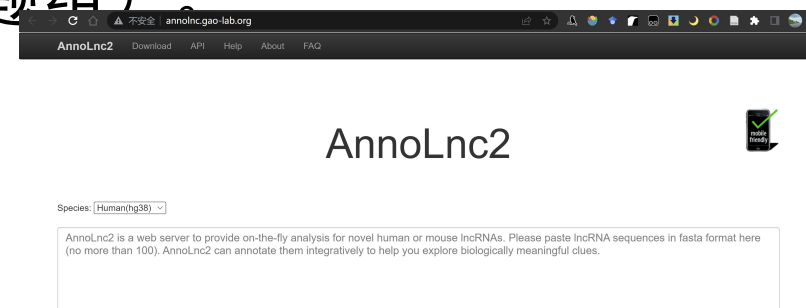 不安全 | annolnc.gao-lab.org
AnnoLnc2 Download API Help About FAQ
mobile friendly
AnnoLnc2
Species: Human(hg38)
AnnoLnc2 is a web server to provide on-the-fly analysis for novel human or mouse lncRNAs. Please paste lncRNA sequences in fasta format here
(no more than 100). AnnoLnc2 can annotate them integratively to help you explore biologically meaningful clues.